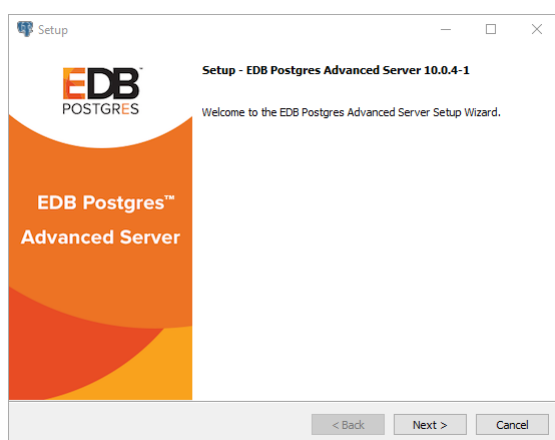 Setup
EDB™
POSTGRES
Setup - EDB Postgres Advanced Server 10.0.4-1
Welcome to the EDB Postgres Advanced Server Setup Wizard.
EDB Postgres™
Advanced Server
< Back
Next >
Cancel